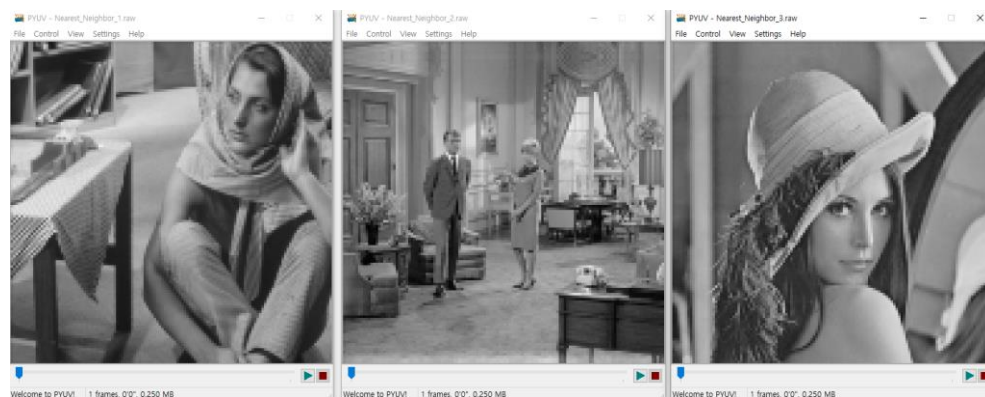 PYUV - Nearest_Neighbor_1.raw
File Control View Settings Help
Welcome to PYUV! 1 frames, 0'0'', 0.250 MB
PYUV - Nearest_Neighbor_2.raw
File Control View Settings Help
Welcome to PYUV! 1 frames, 0'0'', 0.250 MB
PYUV - Nearest_Neighbor_3.raw
File Control View Settings Help
Welcome to PYUV! 1 frames, 0'0'', 0.250 MB